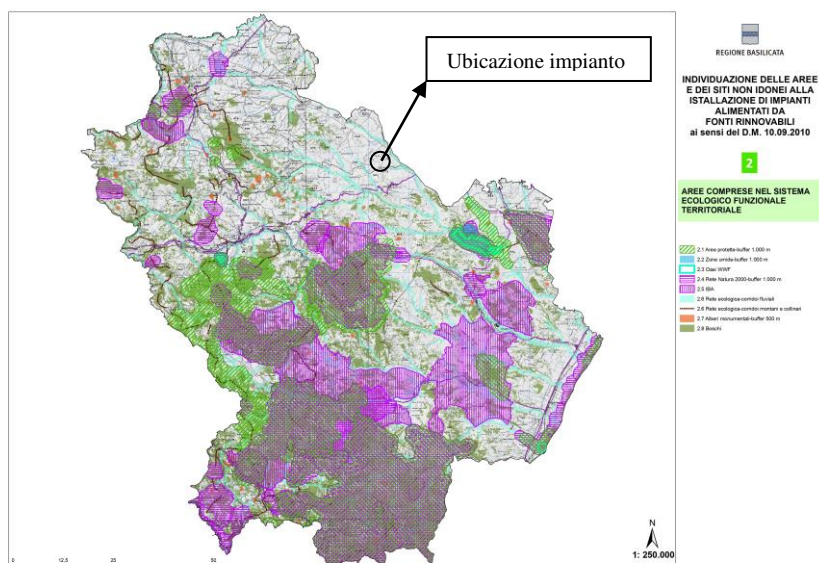 Ubicazione impianto
REGIONE BASILICATA
INDIVIDUAZIONE DELLE AREE
E DEI SITI NON IDONEI ALLA
ISTALLAZIONE DI IMPIANTI
ALIMENTATI DA
FONTI RINNOVABILI
ai sensi del D.M. 10.09.2010
2
AREE COMPRESE NEL SISTEMA
ECOLOGICO FUNZIONALE
TERRITORIALE
2.1 Aree protette-buffer 1.000 m
2.2 Zone umide-buffer 1.000 m
2.3 Oasi WWF
2.4 Rete Natura 2000-buffer 1.000 m
2.5 IBA
2.6 Rete ecologica-corridoi fluviali
2.6 Rete ecologica-corridoi montani e collinari
2.7 Alberi monumentali-buffer 500 m
2.8 Boschi
N
1: 250.000
0 12,5 25 50